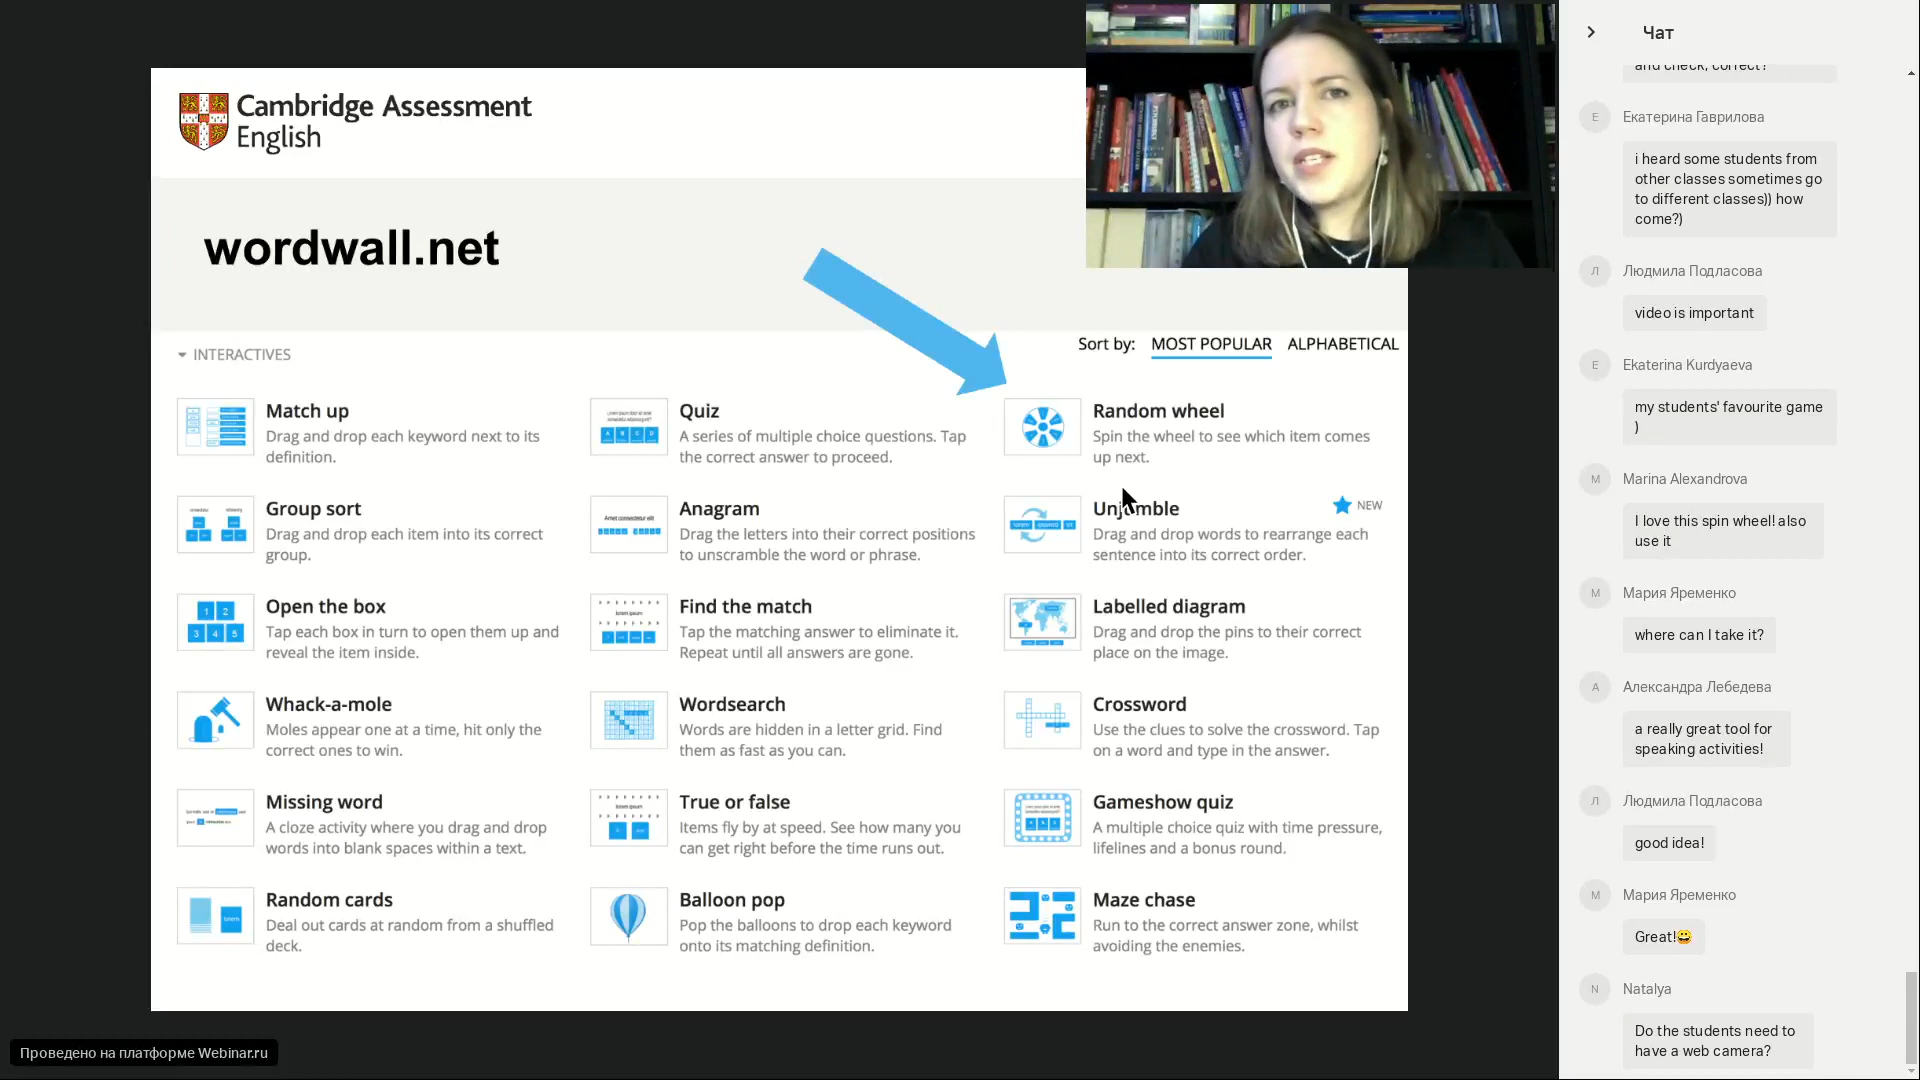 Cambridge Assessment
English
wordwall.net
INTERACTIVES
Sort by: MOST POPULAR ALPHABETICAL
Match up
Drag and drop each keyword next to its
definition.
Quiz
A series of multiple choice questions. Tap
the correct answer to proceed.
Random wheel
Spin the wheel to see which item comes
up next.
Group sort
Drag and drop each item into its correct
group.
Anagram
Drag the letters into their correct positions
to unscramble the word or phrase.
Unjumble
NEW
Drag and drop words to rearrange each
sentence into its correct order.
Open the box
Tap each box in turn to open them up and
reveal the item inside.
1 2
3 4 5
Find the match
Tap the matching answer to eliminate it.
Repeat until all answers are gone.
Labelled diagram
Drag and drop the pins to their correct
place on the image.
Whack-a-mole
Moles appear one at a time, hit only the
correct ones to win.
Wordsearch
Words are hidden in a letter grid. Find
them as fast as you can.
Crossword
Use the clues to solve the crossword. Tap
on a word and type in the answer.
Missing word
A cloze activity where you drag and drop
words into blank spaces within a text.
True or false
Items fly by at speed. See how many you
can get right before the time runs out.
Gameshow quiz
A multiple choice quiz with time pressure,
lifelines and a bonus round.
Random cards
Deal out cards at random from a shuffled
deck.
Balloon pop
Pop the balloons to drop each keyword
onto its matching definition.
Maze chase
Run to the correct answer zone, whilst
avoiding the enemies.
Проведено на платформе Webinar.ru
Чат
and check, correct?
Е
Екатерина Гаврилова
i heard some students from
other classes sometimes go
to different classes)) how
come?)
Л
Людмила Подласова
video is important
E
Ekaterina Kurdyaeva
my students' favourite game
)
M
Marina Alexandrova
I love this spin wheel! also
use it
М
Мария Яременко
where can I take it?
А
Александра Лебедева
a really great tool for
speaking activities!
Л
Людмила Подласова
good idea!
М
Мария Яременко
Great!😀
N
Natalya
Do the students need to
have a web camera?